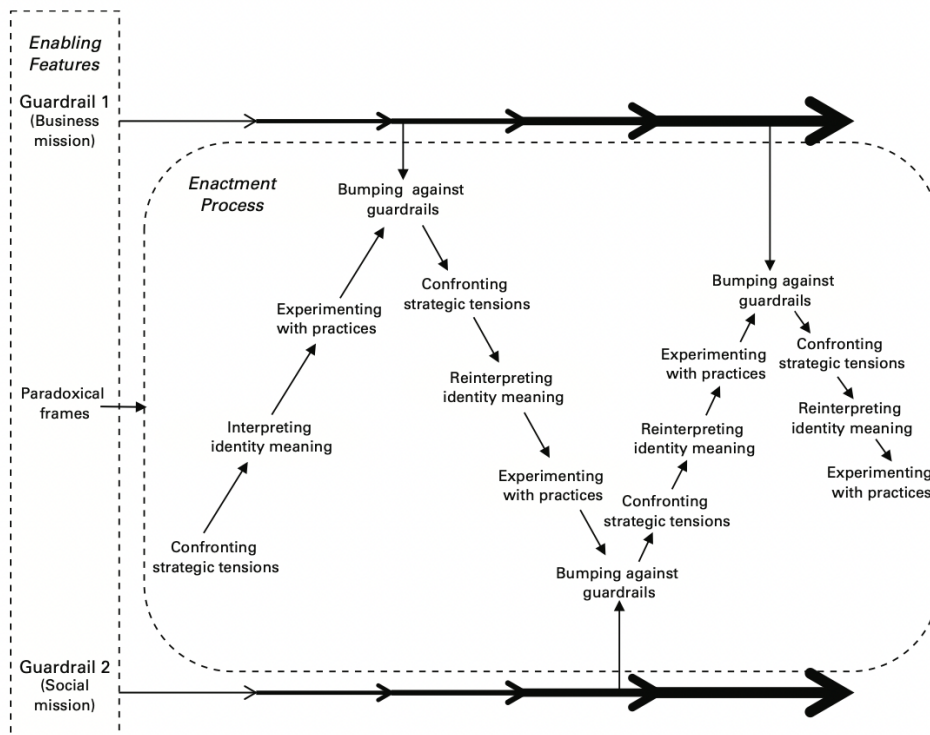 Enabling
Features
Guardrail 1
(Business
mission)
Enactment
Process
Bumping against
guardrails
Confronting
strategic tensions
Experimenting
with practices
Reinterpreting
identity meaning
Interpreting
identity meaning
Experimenting
with practices
Confronting
strategic tensions
Bumping against
guardrails
Confronting
strategic tensions
Reinterpreting
identity meaning
Experimenting
with practices
Bumping against
guardrails
Confronting
strategic tensions
Reinterpreting
identity meaning
Experimenting
with practices
Paradoxical
frames
Guardrail 2
(Social
mission)